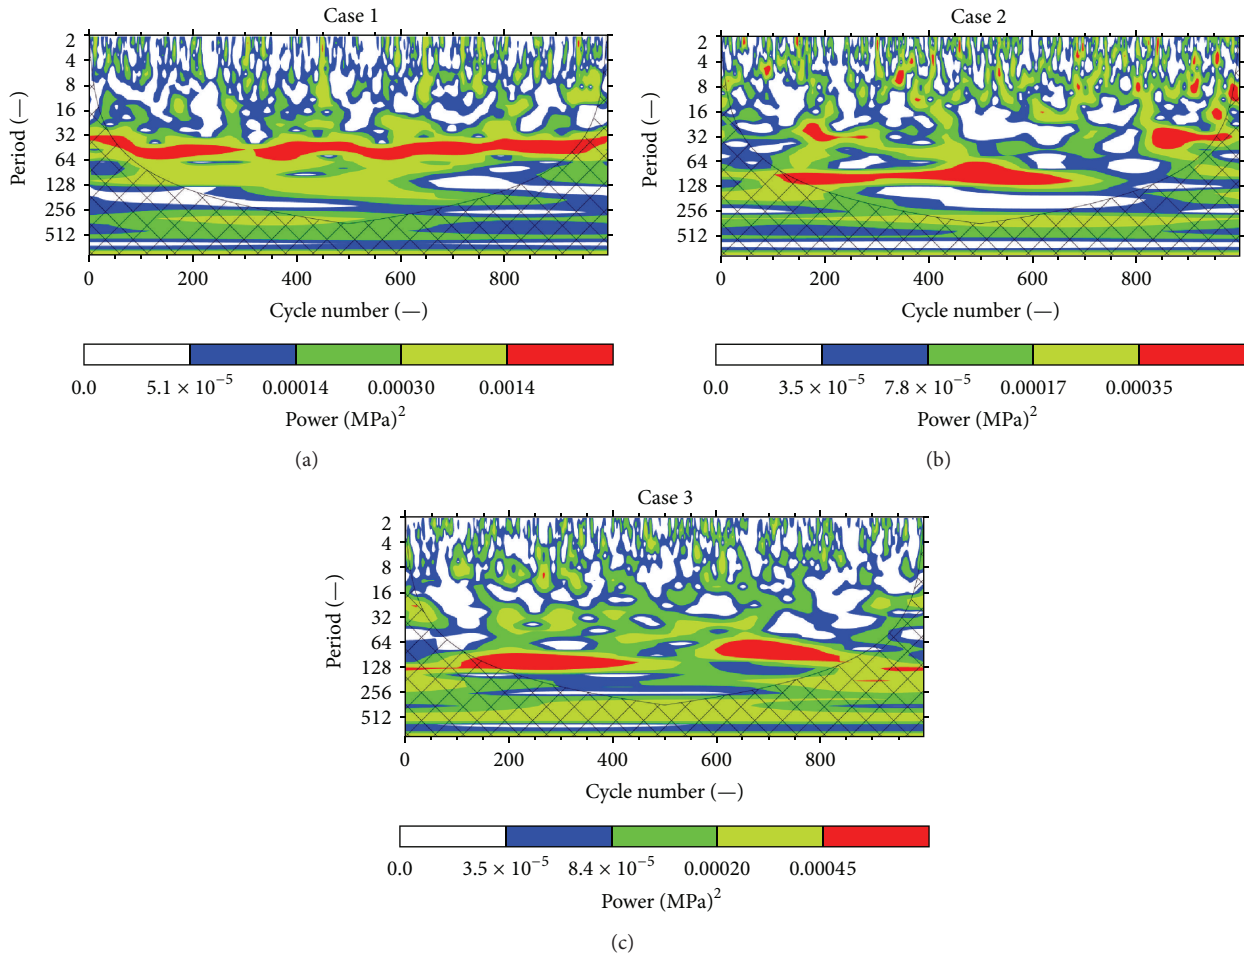 Case 1
2
4
8
16
32
64
128
256
512
Period (—)
0 200 400 600 800
Cycle number (—)
0.0 5.1 × 10⁻⁵ 0.00014 0.00030 0.0014
Power (MPa)²
(a)
Case 2
2
4
8
16
32
64
128
256
512
Period (—)
0 200 400 600 800
Cycle number (—)
0.0 3.5 × 10⁻⁵ 7.8 × 10⁻⁵ 0.00017 0.00035
Power (MPa)²
(b)
Case 3
2
4
8
16
32
64
128
256
512
Period (—)
0 200 400 600 800
Cycle number (—)
0.0 3.5 × 10⁻⁵ 8.4 × 10⁻⁵ 0.00020 0.00045
Power (MPa)²
(c)